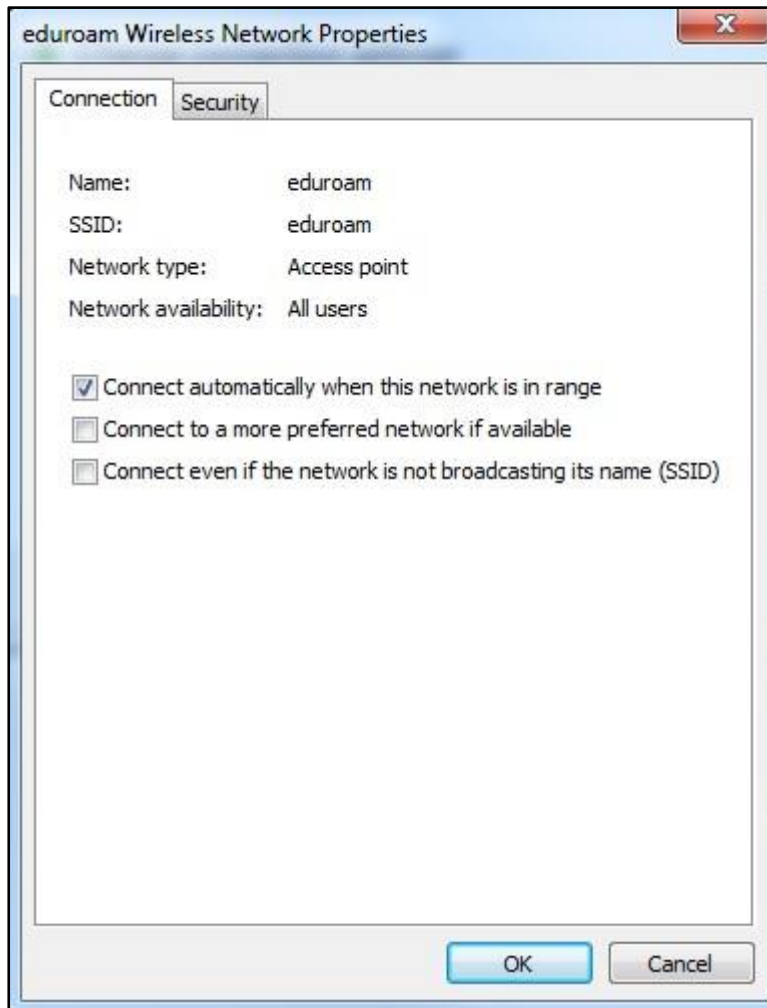 eduroam Wireless Network Properties
Connection Security
Name: eduroam
SSID: eduroam
Network type: Access point
Network availability: All users
Connect automatically when this network is in range
Connect to a more preferred network if available
Connect even if the network is not broadcasting its name (SSID)
OK Cancel